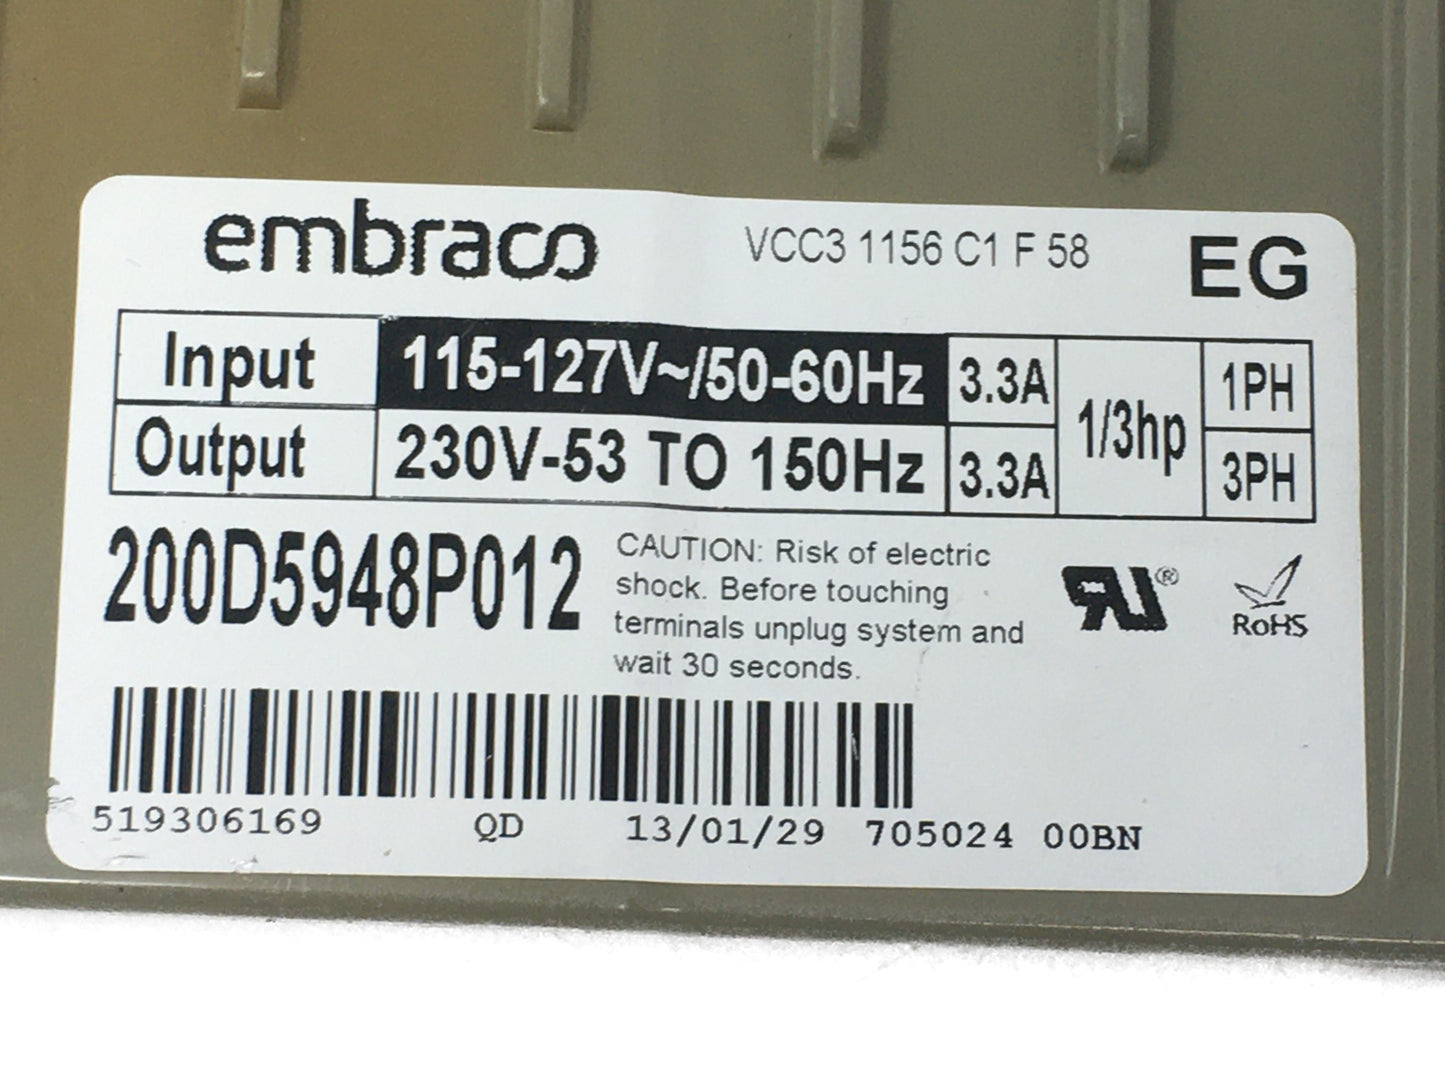 embraco VCC3 1156 C1 F 58 EG
Input 115-127V~/50-60Hz 3.3A 1/3hp 1PH
Output 230V-53 TO 150Hz 3.3A 3PH
200D5948P012
CAUTION: Risk of electric
shock. Before touching
terminals unplug system and
wait 30 seconds.
RU®
RoHS
519306169 QD 13/01/29 705024 00BN